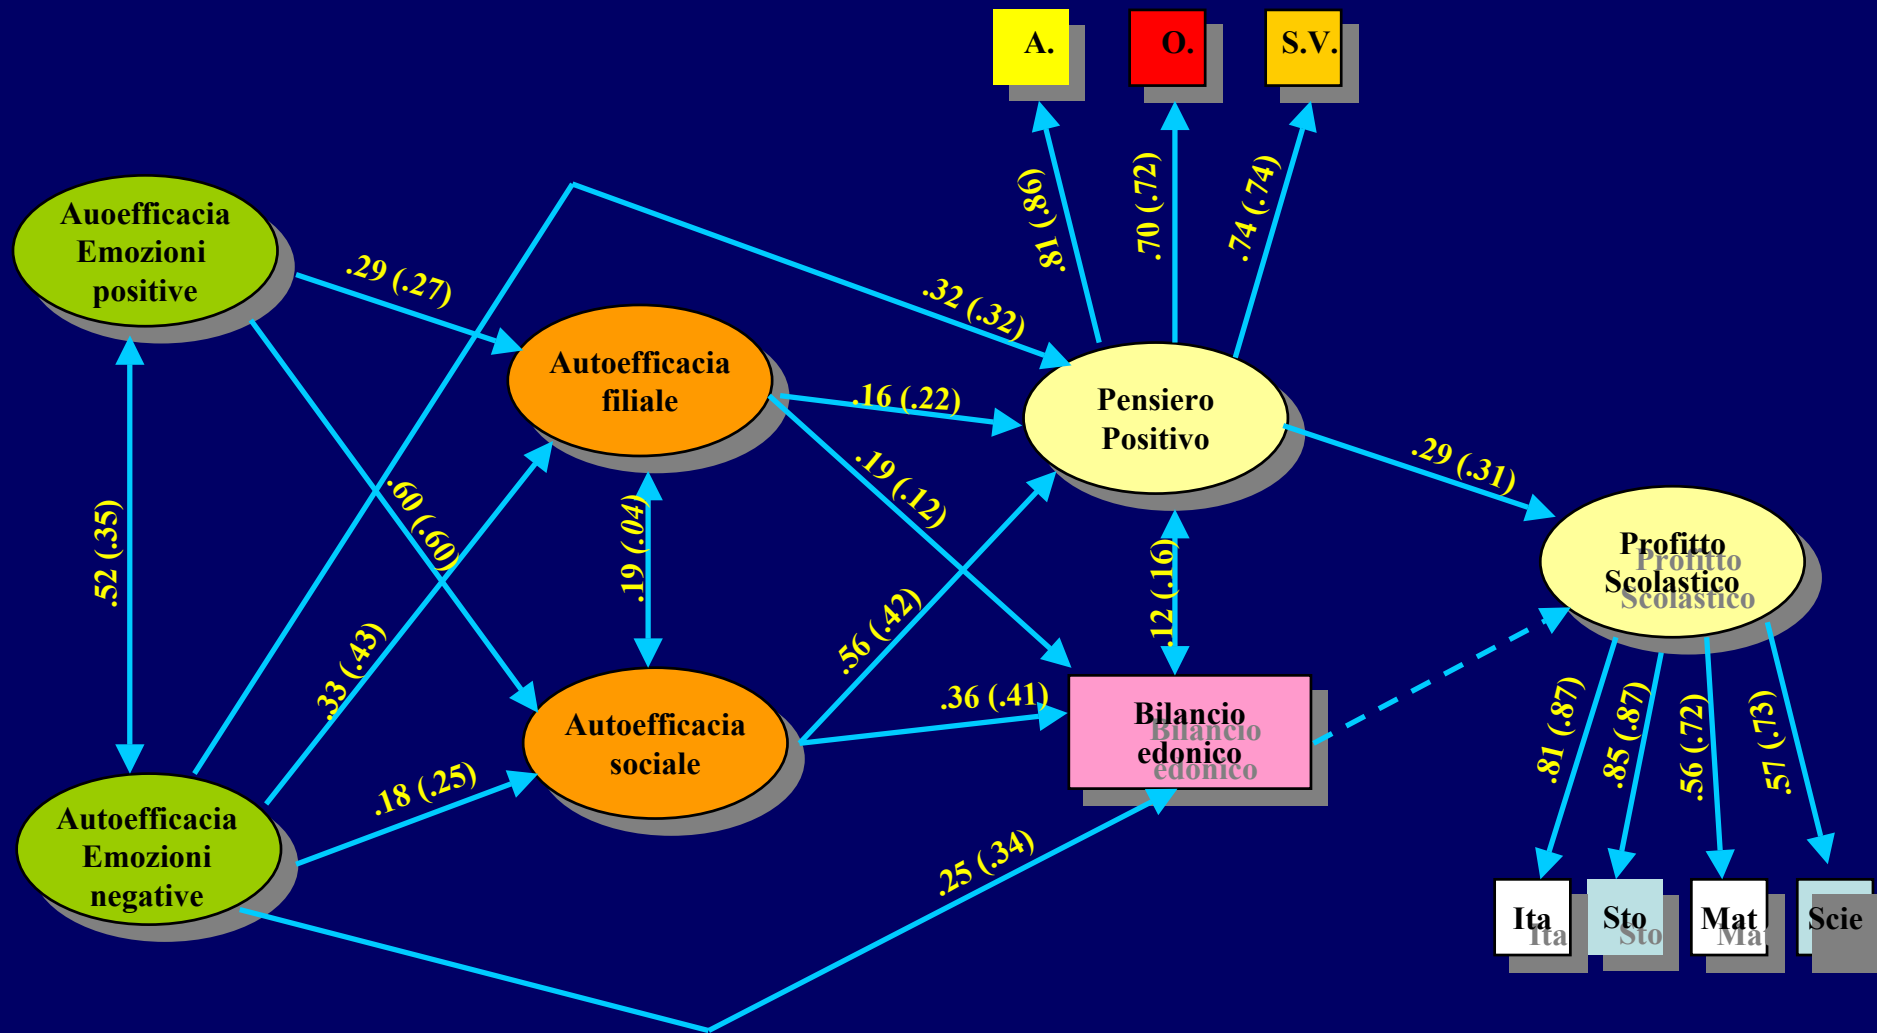 A.
O.
S.V.
.81 (.86)
.70 (.72)
.74 (.74)
Auoefficacia
Emozioni
positive
.29 (.27)
.32 (.32)
Autoefficacia
filiale
.16 (.22)
Pensiero
Positivo
.29 (.31)
.52 (.35)
.60 (.60)
.19 (.04)
.19 (.12)
.12 (.16)
Profitto
Scolastico
.33 (.43)
.56 (.42)
Autoefficacia
sociale
.36 (.41)
Bilancio
edonico
.81 (.87)
.85 (.87)
.56 (.72)
.57 (.73)
Autoefficacia
Emozioni
negative
.18 (.25)
.25 (.34)
Ita
Sto
Mat
Scie